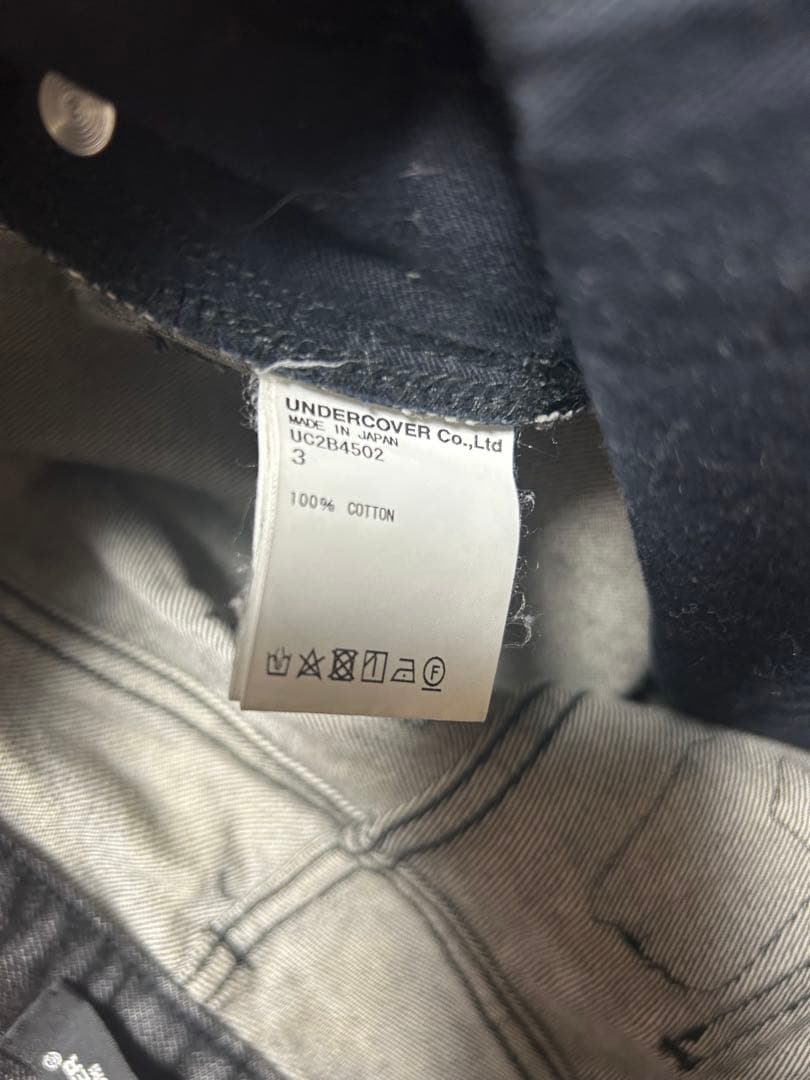 UNDERCOVER Co.,Ltd
MADE IN JAPAN
UC2B4502
3
100% COTTON
F